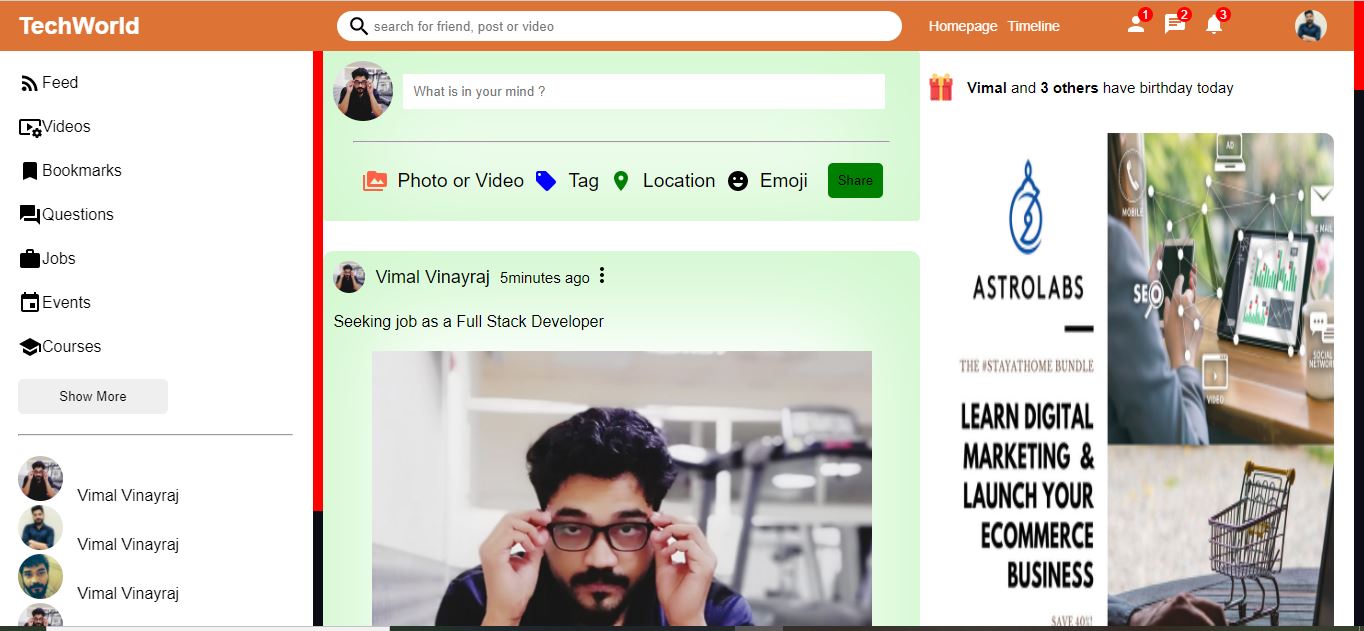 TechWorld
search for friend, post or video
Homepage Timeline
1
2
3
Feed
Videos
Bookmarks
Questions
Jobs
Events
Courses
Show More
Vimal Vinayraj
Vimal Vinayraj
Vimal Vinayraj
What is in your mind ?
Photo or Video Tag Location Emoji Share
Vimal Vinayraj 5minutes ago
Seeking job as a Full Stack Developer
Vimal and 3 others have birthday today
ASTROLABS
THE #STAYATHOME BUNDLE
LEARN DIGITAL
MARKETING &
LAUNCH YOUR
ECOMMERCE
BUSINESS
SAVE 40%!
AD
MOBILE
E MAIL
SEO
SOCIAL
NETWOR
VIDEO